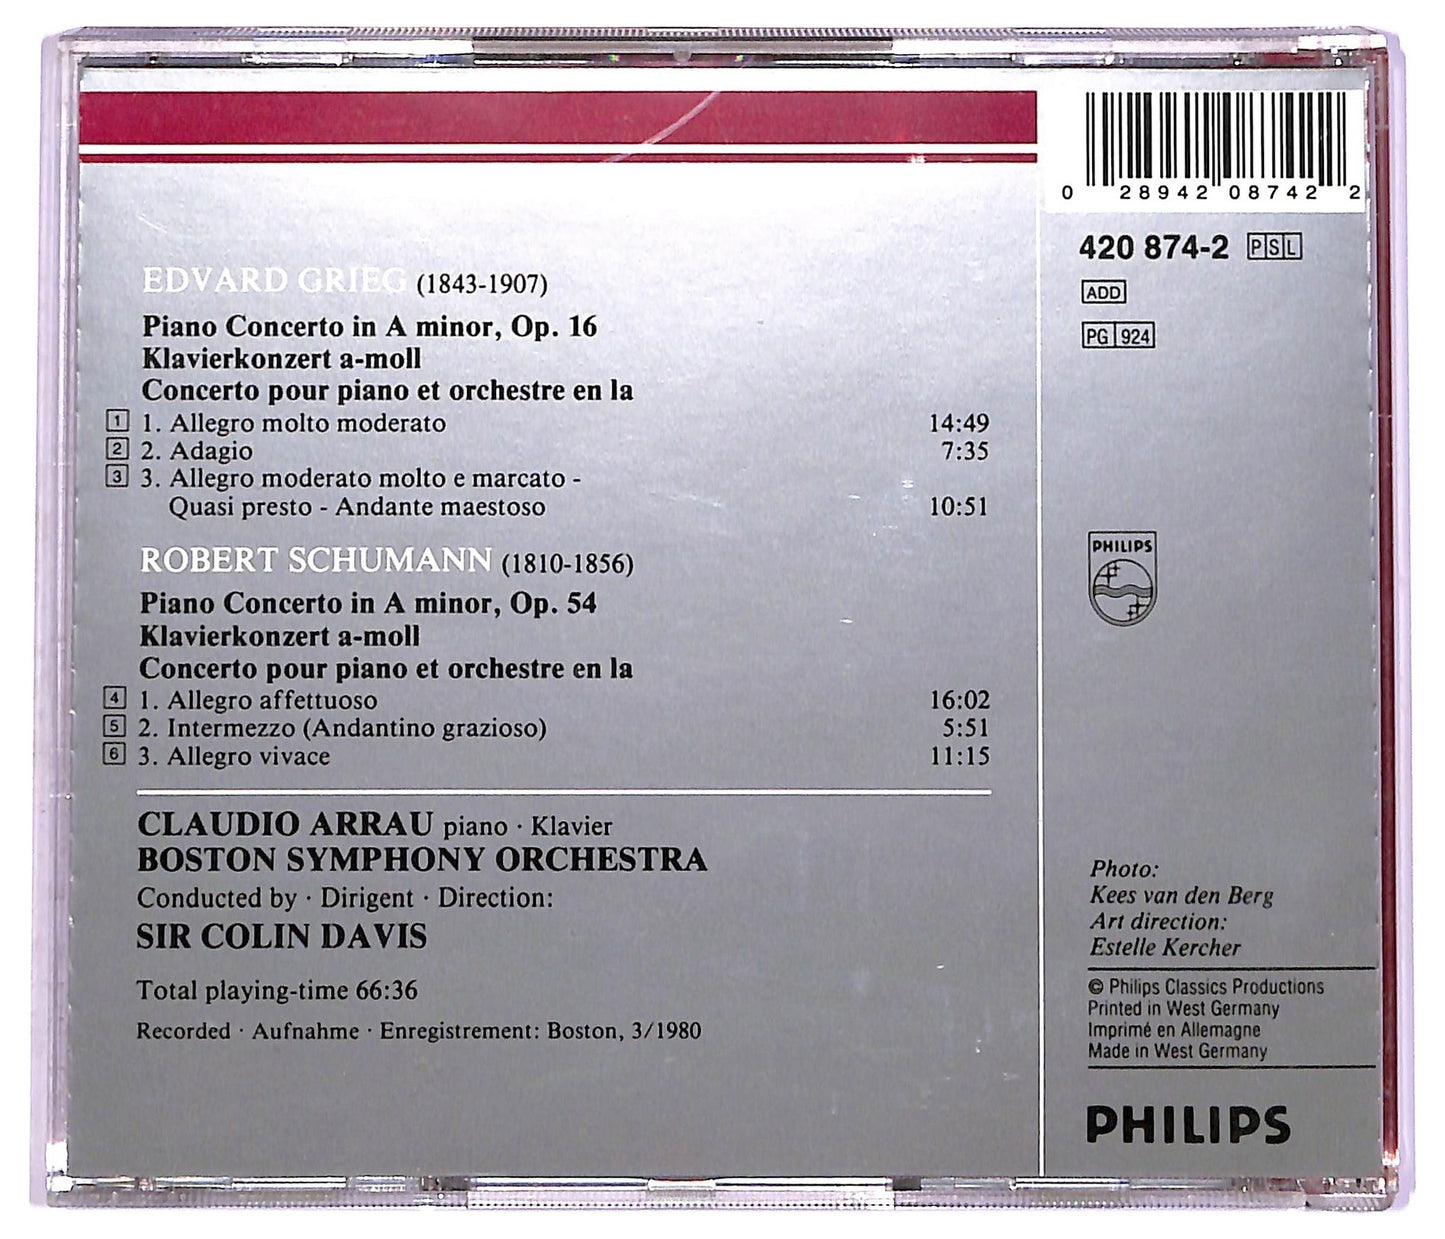 EDVARD GRIEG (1843-1907)
Piano Concerto in A minor, Op. 16
Klavierkonzert a-moll
Concerto pour piano et orchestre en la
1 1. Allegro molto moderato 14:49
2 2. Adagio 7:35
3 3. Allegro moderato molto e marcato -
Quasi presto - Andante maestoso 10:51
ROBERT SCHUMANN (1810-1856)
Piano Concerto in A minor, Op. 54
Klavierkonzert a-moll
Concerto pour piano et orchestre en la
4 1. Allegro affettuoso 16:02
5 2. Intermezzo (Andantino grazioso) 5:51
6 3. Allegro vivace 11:15
CLAUDIO ARRAU piano · Klavier
BOSTON SYMPHONY ORCHESTRA
Conducted by · Dirigent · Direction:
SIR COLIN DAVIS
Total playing-time 66:36
Recorded · Aufnahme · Enregistrement: Boston, 3/1980
0 28942 08742 2
420 874-2 PSL
ADD
PG 924
PHILIPS
Photo:
Kees van den Berg
Art direction:
Estelle Kercher
© Philips Classics Productions
Printed in West Germany
Imprimé en Allemagne
Made in West Germany
PHILIPS